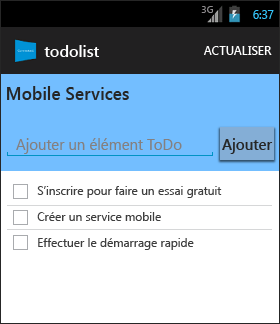 3G 6:37
todolist ACTUALISER
Mobile Services
Ajouter un élément ToDo Ajouter
S'inscrire pour faire un essai gratuit
Créer un service mobile
Effectuer le démarrage rapide